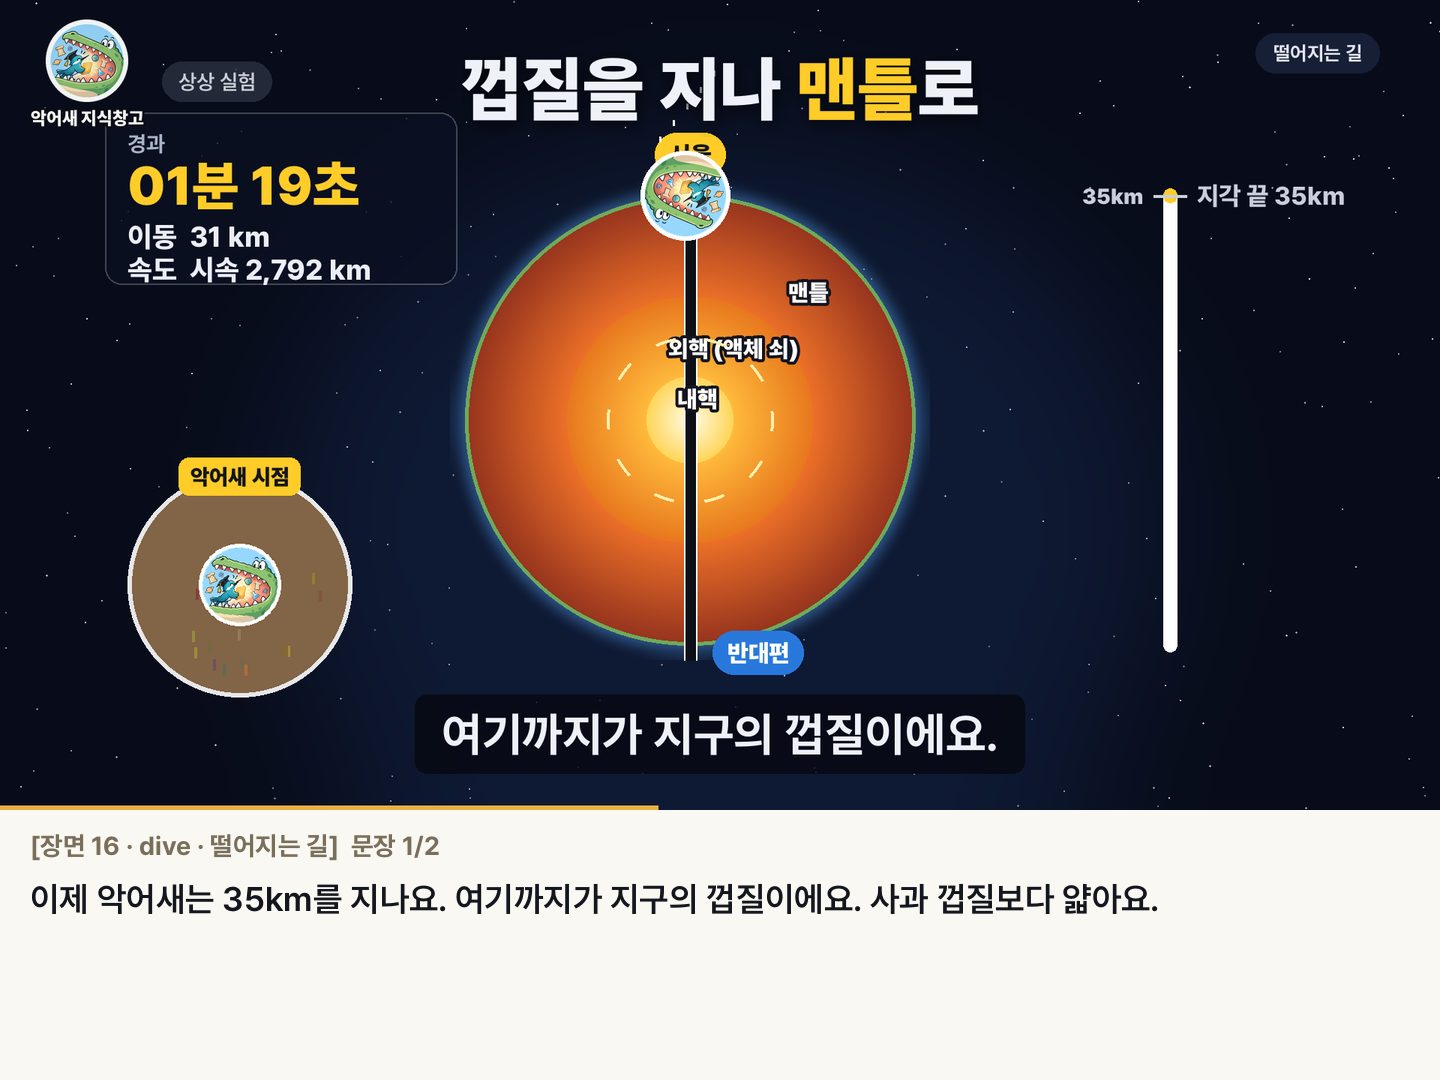 악어새 지식창고
상상 실험
껍질을 지나 맨틀로
떨어지는 길
경과
01분 19초
이동 31 km
속도 시속 2,792 km
35km
지각 끝 35km
맨틀
외핵 (액체 쇠)
내핵
악어새 시점
반대편
여기까지가 지구의 껍질이에요.
[장면 16 · dive · 떨어지는 길] 문장 1/2
이제 악어새는 35km를 지나요. 여기까지가 지구의 껍질이에요. 사과 껍질보다 얇아요.